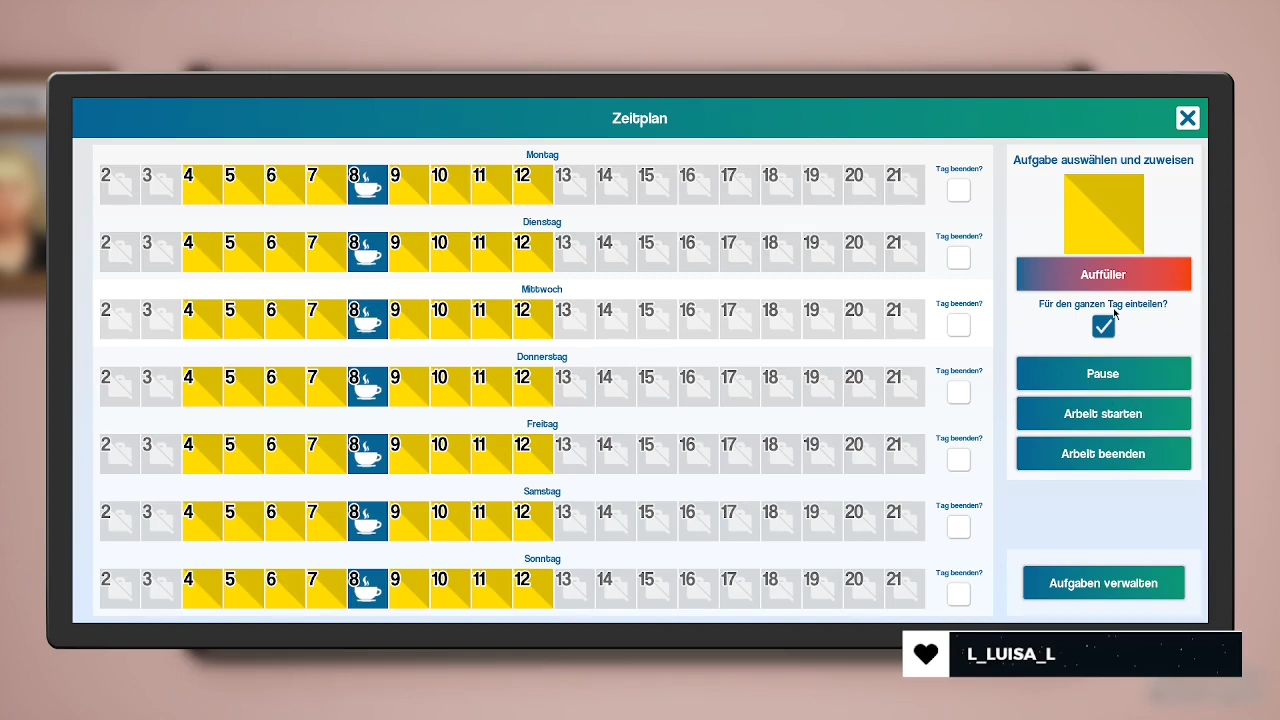 Zeitplan
Aufgabe auswählen und zuweisen
Montag
2 3 4 5 6 7 8 9 10 11 12 13 14 15 16 17 18 19 20 21
Tag beenden?
Dienstag
2 3 4 5 6 7 8 9 10 11 12 13 14 15 16 17 18 19 20 21
Tag beenden?
Mittwoch
2 3 4 5 6 7 8 9 10 11 12 13 14 15 16 17 18 19 20 21
Tag beenden?
Donnerstag
2 3 4 5 6 7 8 9 10 11 12 13 14 15 16 17 18 19 20 21
Tag beenden?
Freitag
2 3 4 5 6 7 8 9 10 11 12 13 14 15 16 17 18 19 20 21
Tag beenden?
Samstag
2 3 4 5 6 7 8 9 10 11 12 13 14 15 16 17 18 19 20 21
Tag beenden?
Sonntag
2 3 4 5 6 7 8 9 10 11 12 13 14 15 16 17 18 19 20 21
Tag beenden?
Auffüller
Für den ganzen Tag einteilen?
Pause
Arbeit starten
Arbeit beenden
Aufgaben verwalten
L_LUISA_L